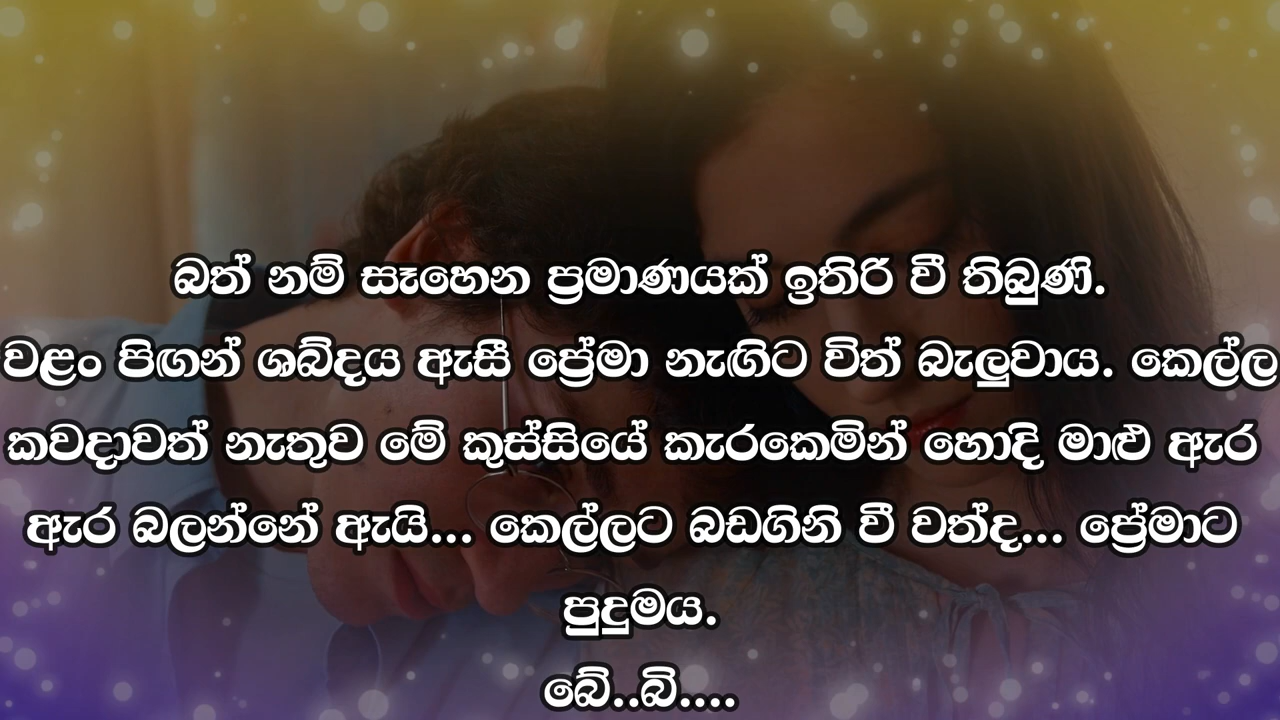 බත් නම් සෑහෙන ප්‍රමාණයක් ඉතිරි වී තිබුණි.
වළං පිඟන් ශබ්දය ඇසී ප්‍රේමා නැඟිට විත් බැලුවාය. කෙල්ල
කවදාවත් නැතුව මේ කුස්සියේ කැරකෙමින් හොදි මාළු ඇර
ඇර බලන්නේ ඇයි... කෙල්ලට බඩගිනි වී වත්ද... ප්‍රේමාට
පුදුමය.
බේ..බි....